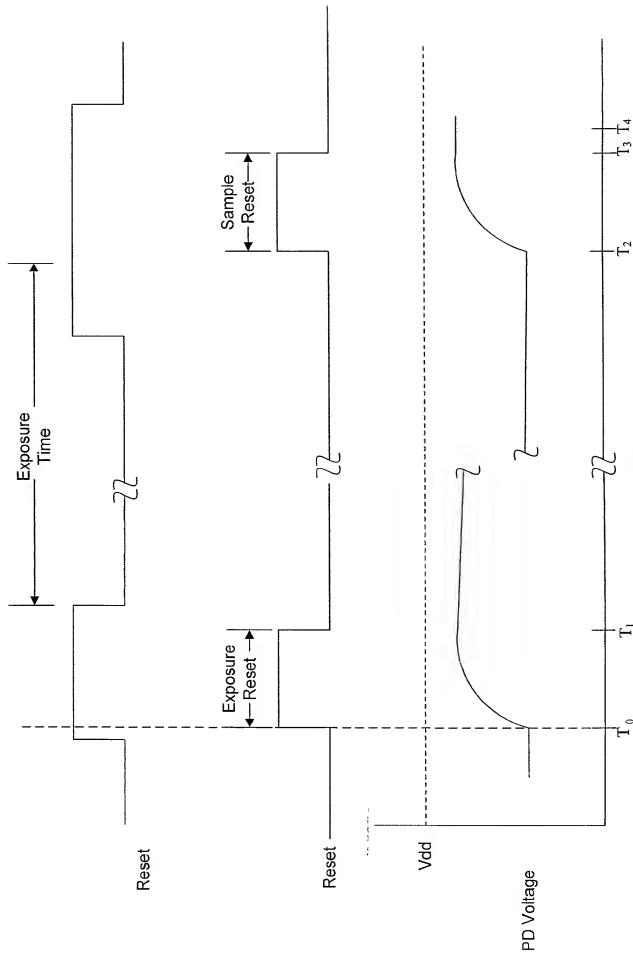 Exposure
Time
Reset
Exposure
Reset
Sample
Reset
Reset
Vdd
PD Voltage
T0
T1
T2
T3
T4